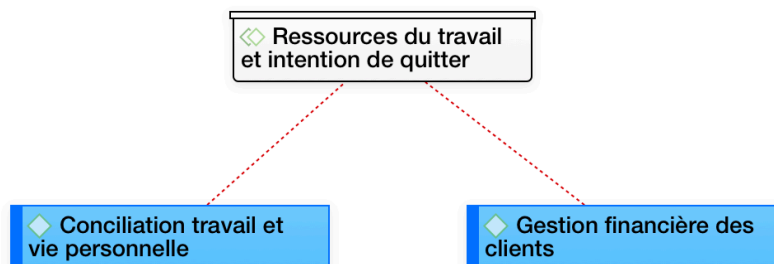 Ressources du travail
et intention de quitter
Conciliation travail et
vie personnelle
Gestion financière des
clients